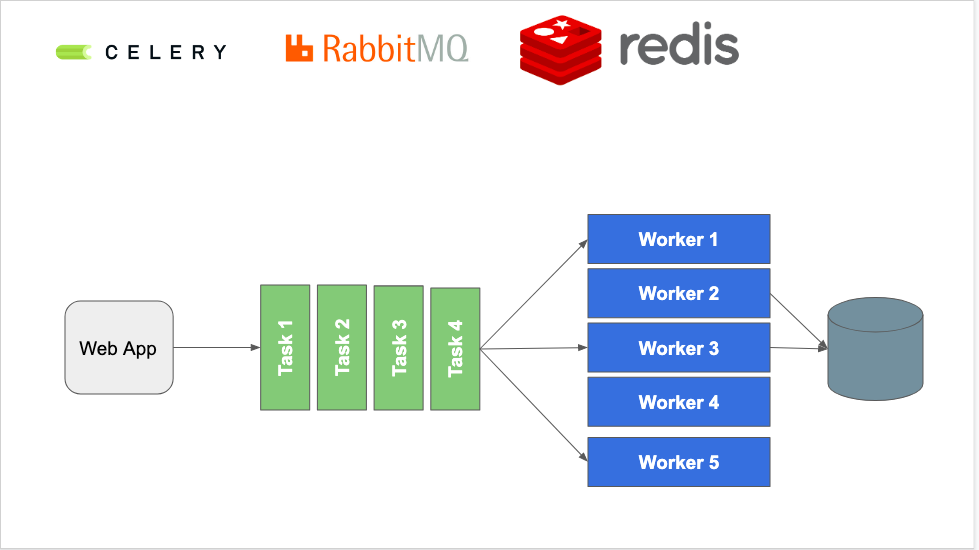 CELERY
RabbitMQ
redis
Web App
Task 1
Task 2
Task 3
Task 4
Worker 1
Worker 2
Worker 3
Worker 4
Worker 5